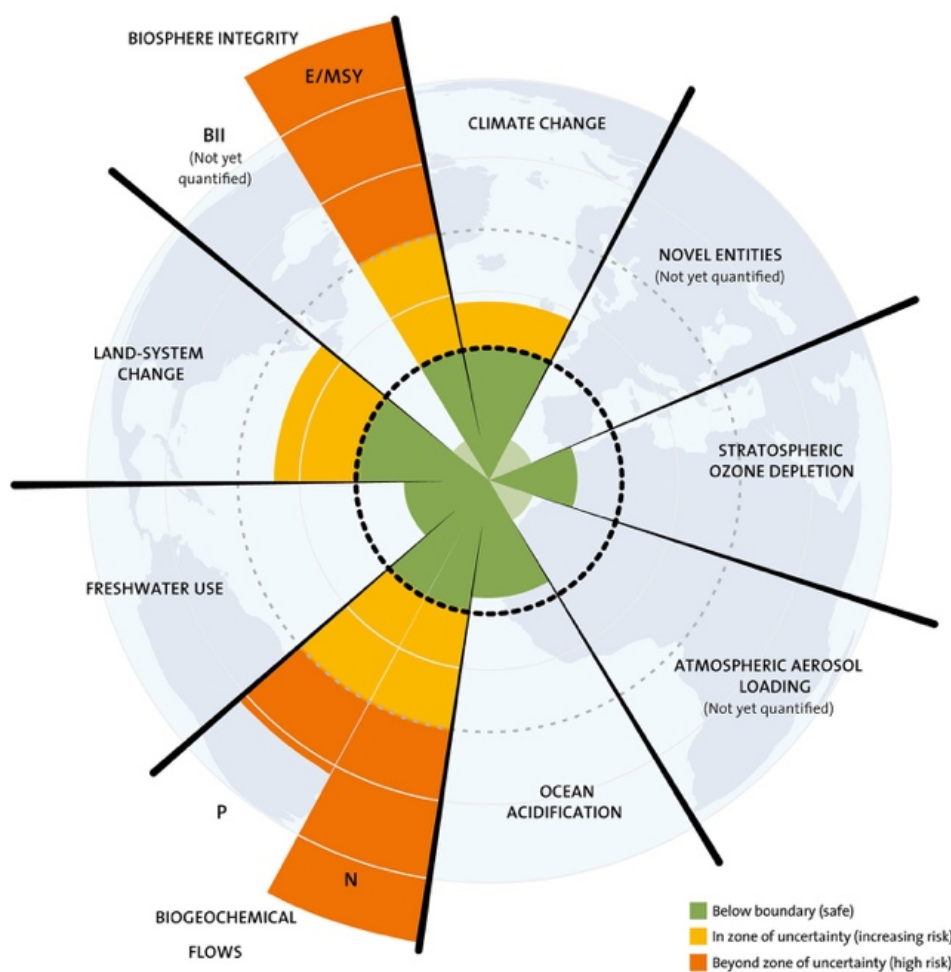 BIOSPHERE INTEGRITY
E/MSY
CLIMATE CHANGE
BII
(Not yet
quantified)
NOVEL ENTITIES
(Not yet quantified)
LAND-SYSTEM
CHANGE
STRATOSPHERIC
OZONE DEPLETION
FRESHWATER USE
ATMOSPHERIC AEROSOL
LOADING
(Not yet quantified)
OCEAN
ACIDIFICATION
P
N
BIOGEOCHEMICAL
FLOWS
Below boundary (safe)
In zone of uncertainty (increasing risk)
Beyond zone of uncertainty (high risk)